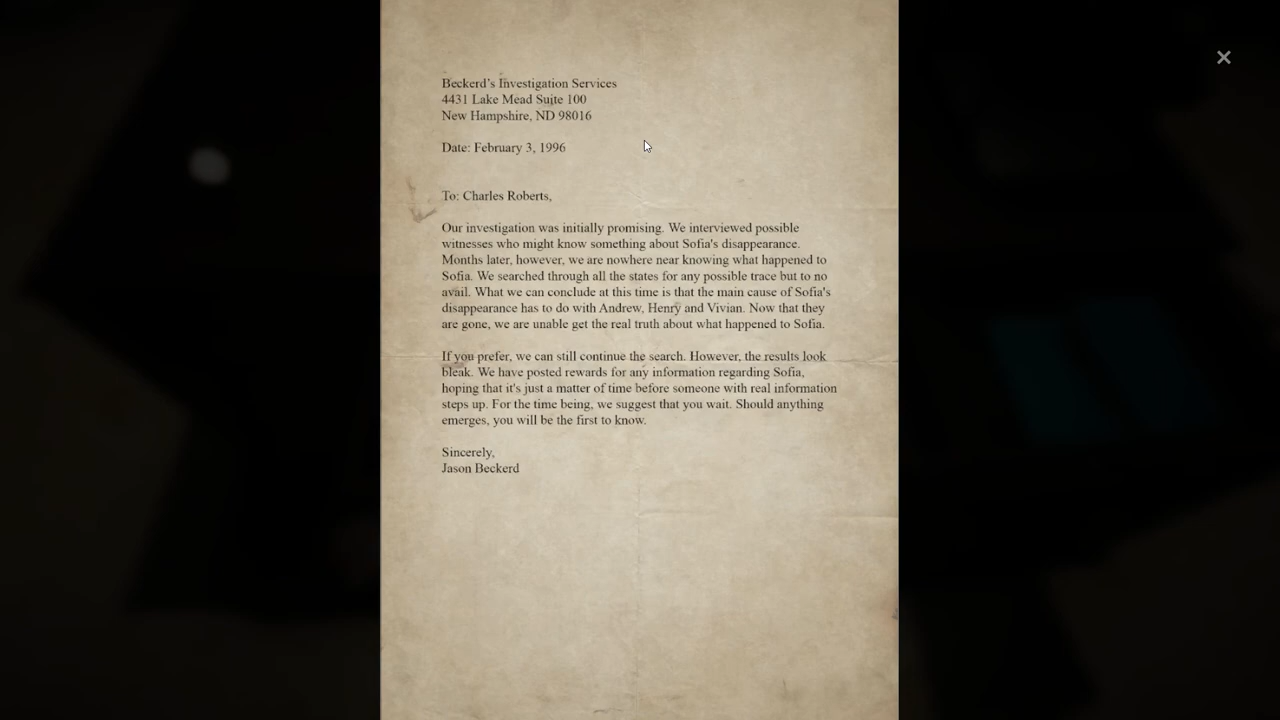 Beckerd's Investigation Services
4431 Lake Mead Suite 100
New Hampshire, ND 98016
Date: February 3, 1996
To: Charles Roberts,
Our investigation was initially promising. We interviewed possible
witnesses who might know something about Sofia's disappearance.
Months later, however, we are nowhere near knowing what happened to
Sofia. We searched through all the states for any possible trace but to no
avail. What we can conclude at this time is that the main cause of Sofia's
disappearance has to do with Andrew, Henry and Vivian. Now that they
are gone, we are unable get the real truth about what happened to Sofia.
If you prefer, we can still continue the search. However, the results look
bleak. We have posted rewards for any information regarding Sofia,
hoping that it's just a matter of time before someone with real information
steps up. For the time being, we suggest that you wait. Should anything
emerges, you will be the first to know.
Sincerely,
Jason Beckerd